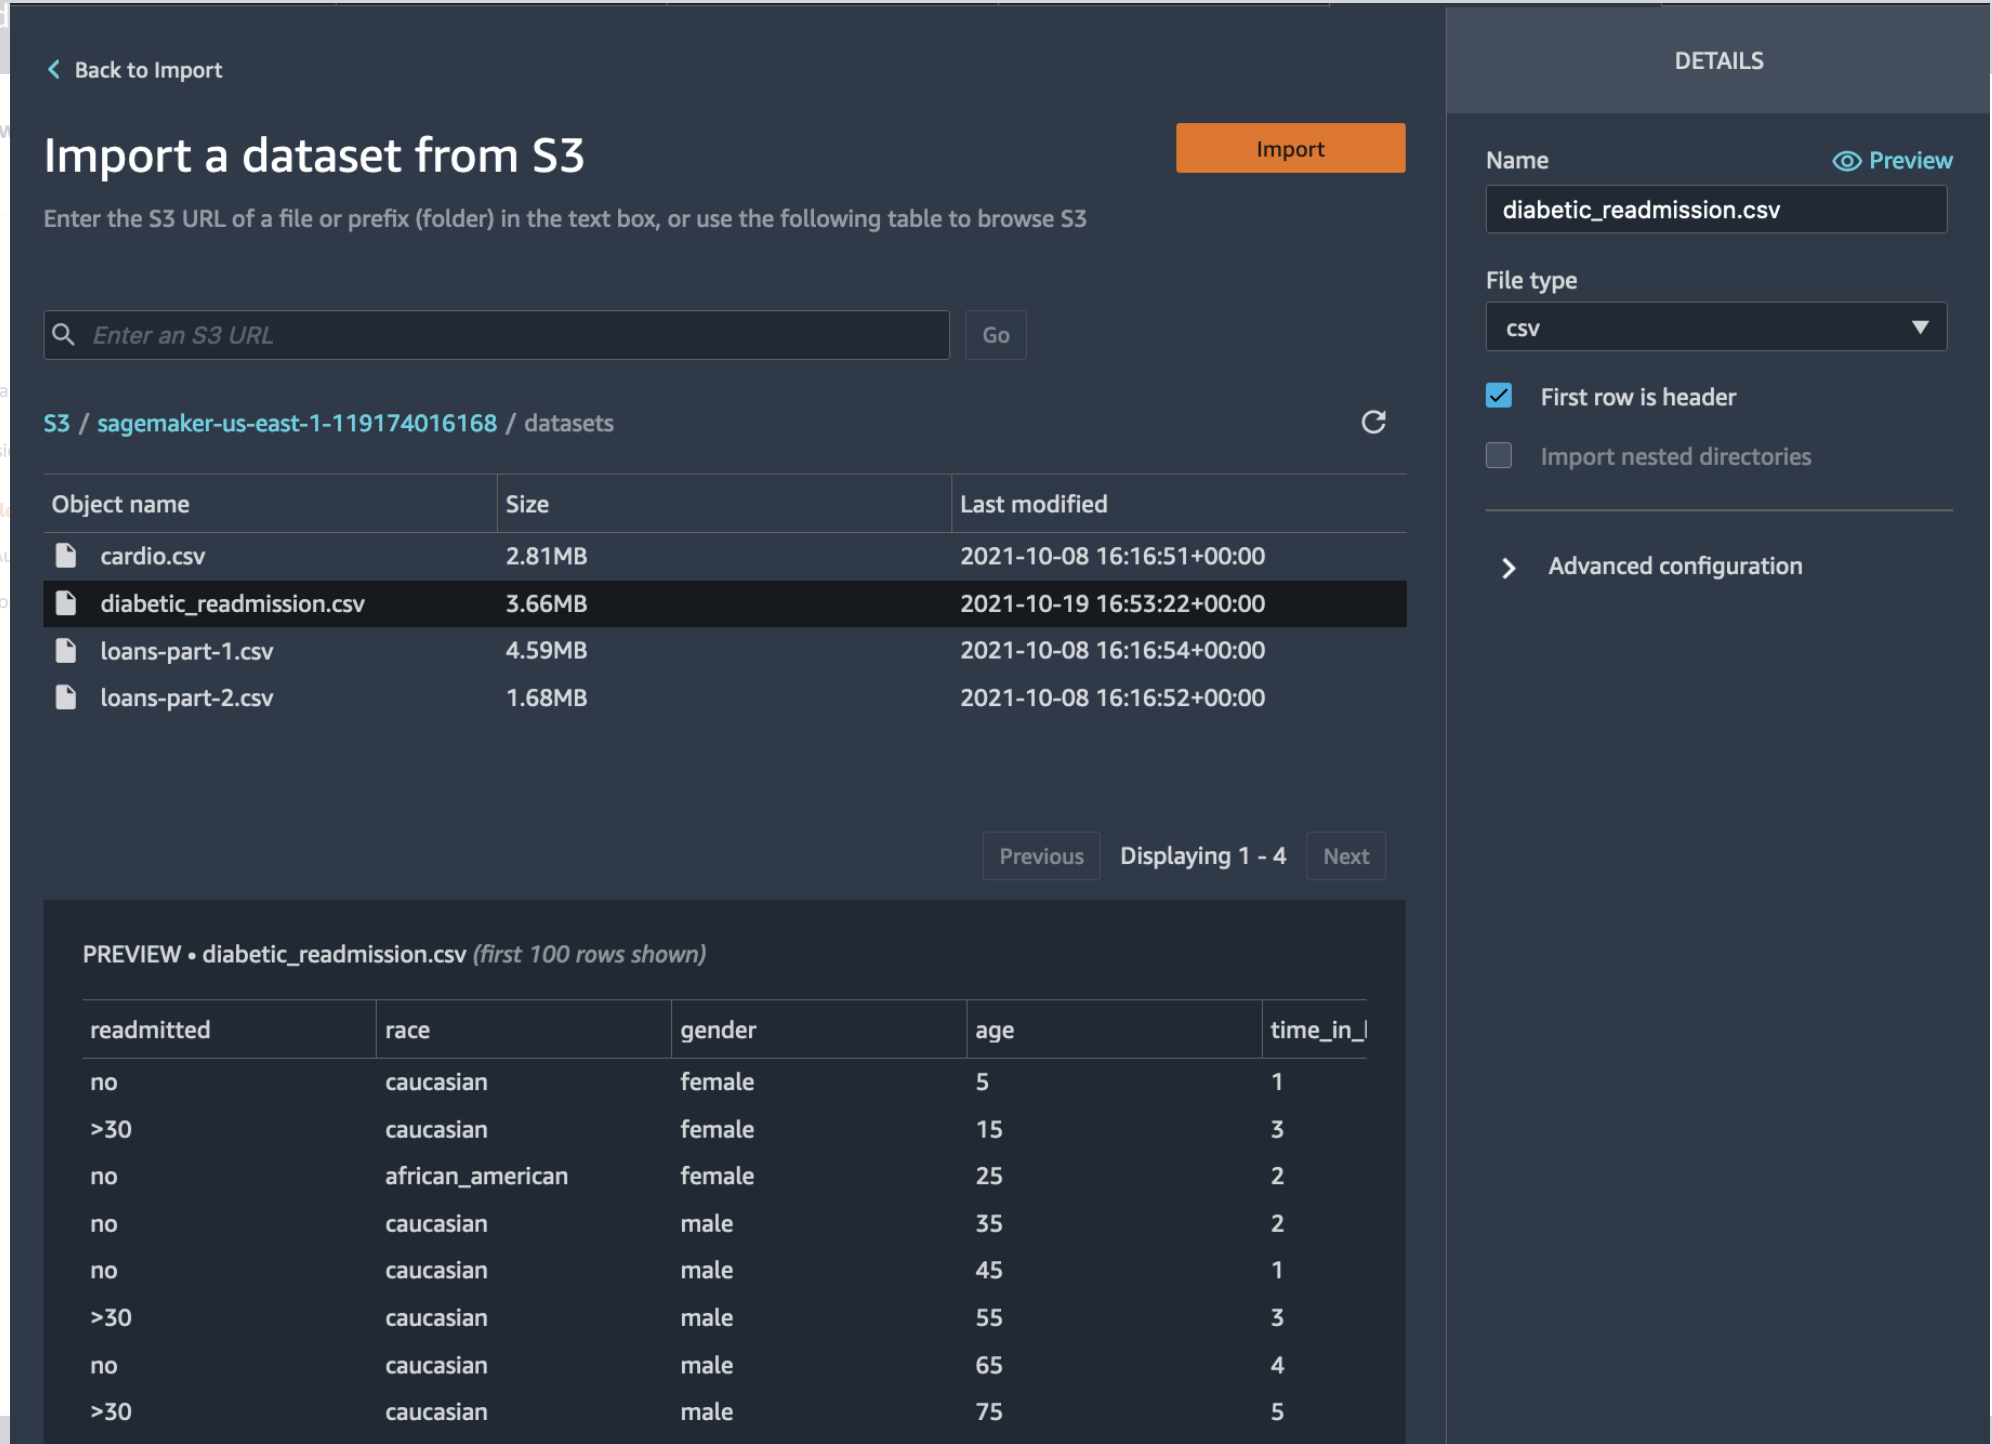 Back to Import
Import a dataset from S3
Import
Enter the S3 URL of a file or prefix (folder) in the text box, or use the following table to browse S3
Enter an S3 URL
Go
S3 / sagemaker-us-east-1-119174016168 / datasets
Object name Size Last modified
cardio.csv 2.81MB 2021-10-08 16:16:51+00:00
diabetic_readmission.csv 3.66MB 2021-10-19 16:53:22+00:00
loans-part-1.csv 4.59MB 2021-10-08 16:16:54+00:00
loans-part-2.csv 1.68MB 2021-10-08 16:16:52+00:00
Previous Displaying 1 - 4 Next
PREVIEW • diabetic_readmission.csv (first 100 rows shown)
readmitted race gender age time_in_
no caucasian female 5 1
>30 caucasian female 15 3
no african_american female 25 2
no caucasian male 35 2
no caucasian male 45 1
>30 caucasian male 55 3
no caucasian male 65 4
>30 caucasian male 75 5
DETAILS
Name Preview
diabetic_readmission.csv
File type
csv
First row is header
Import nested directories
Advanced configuration